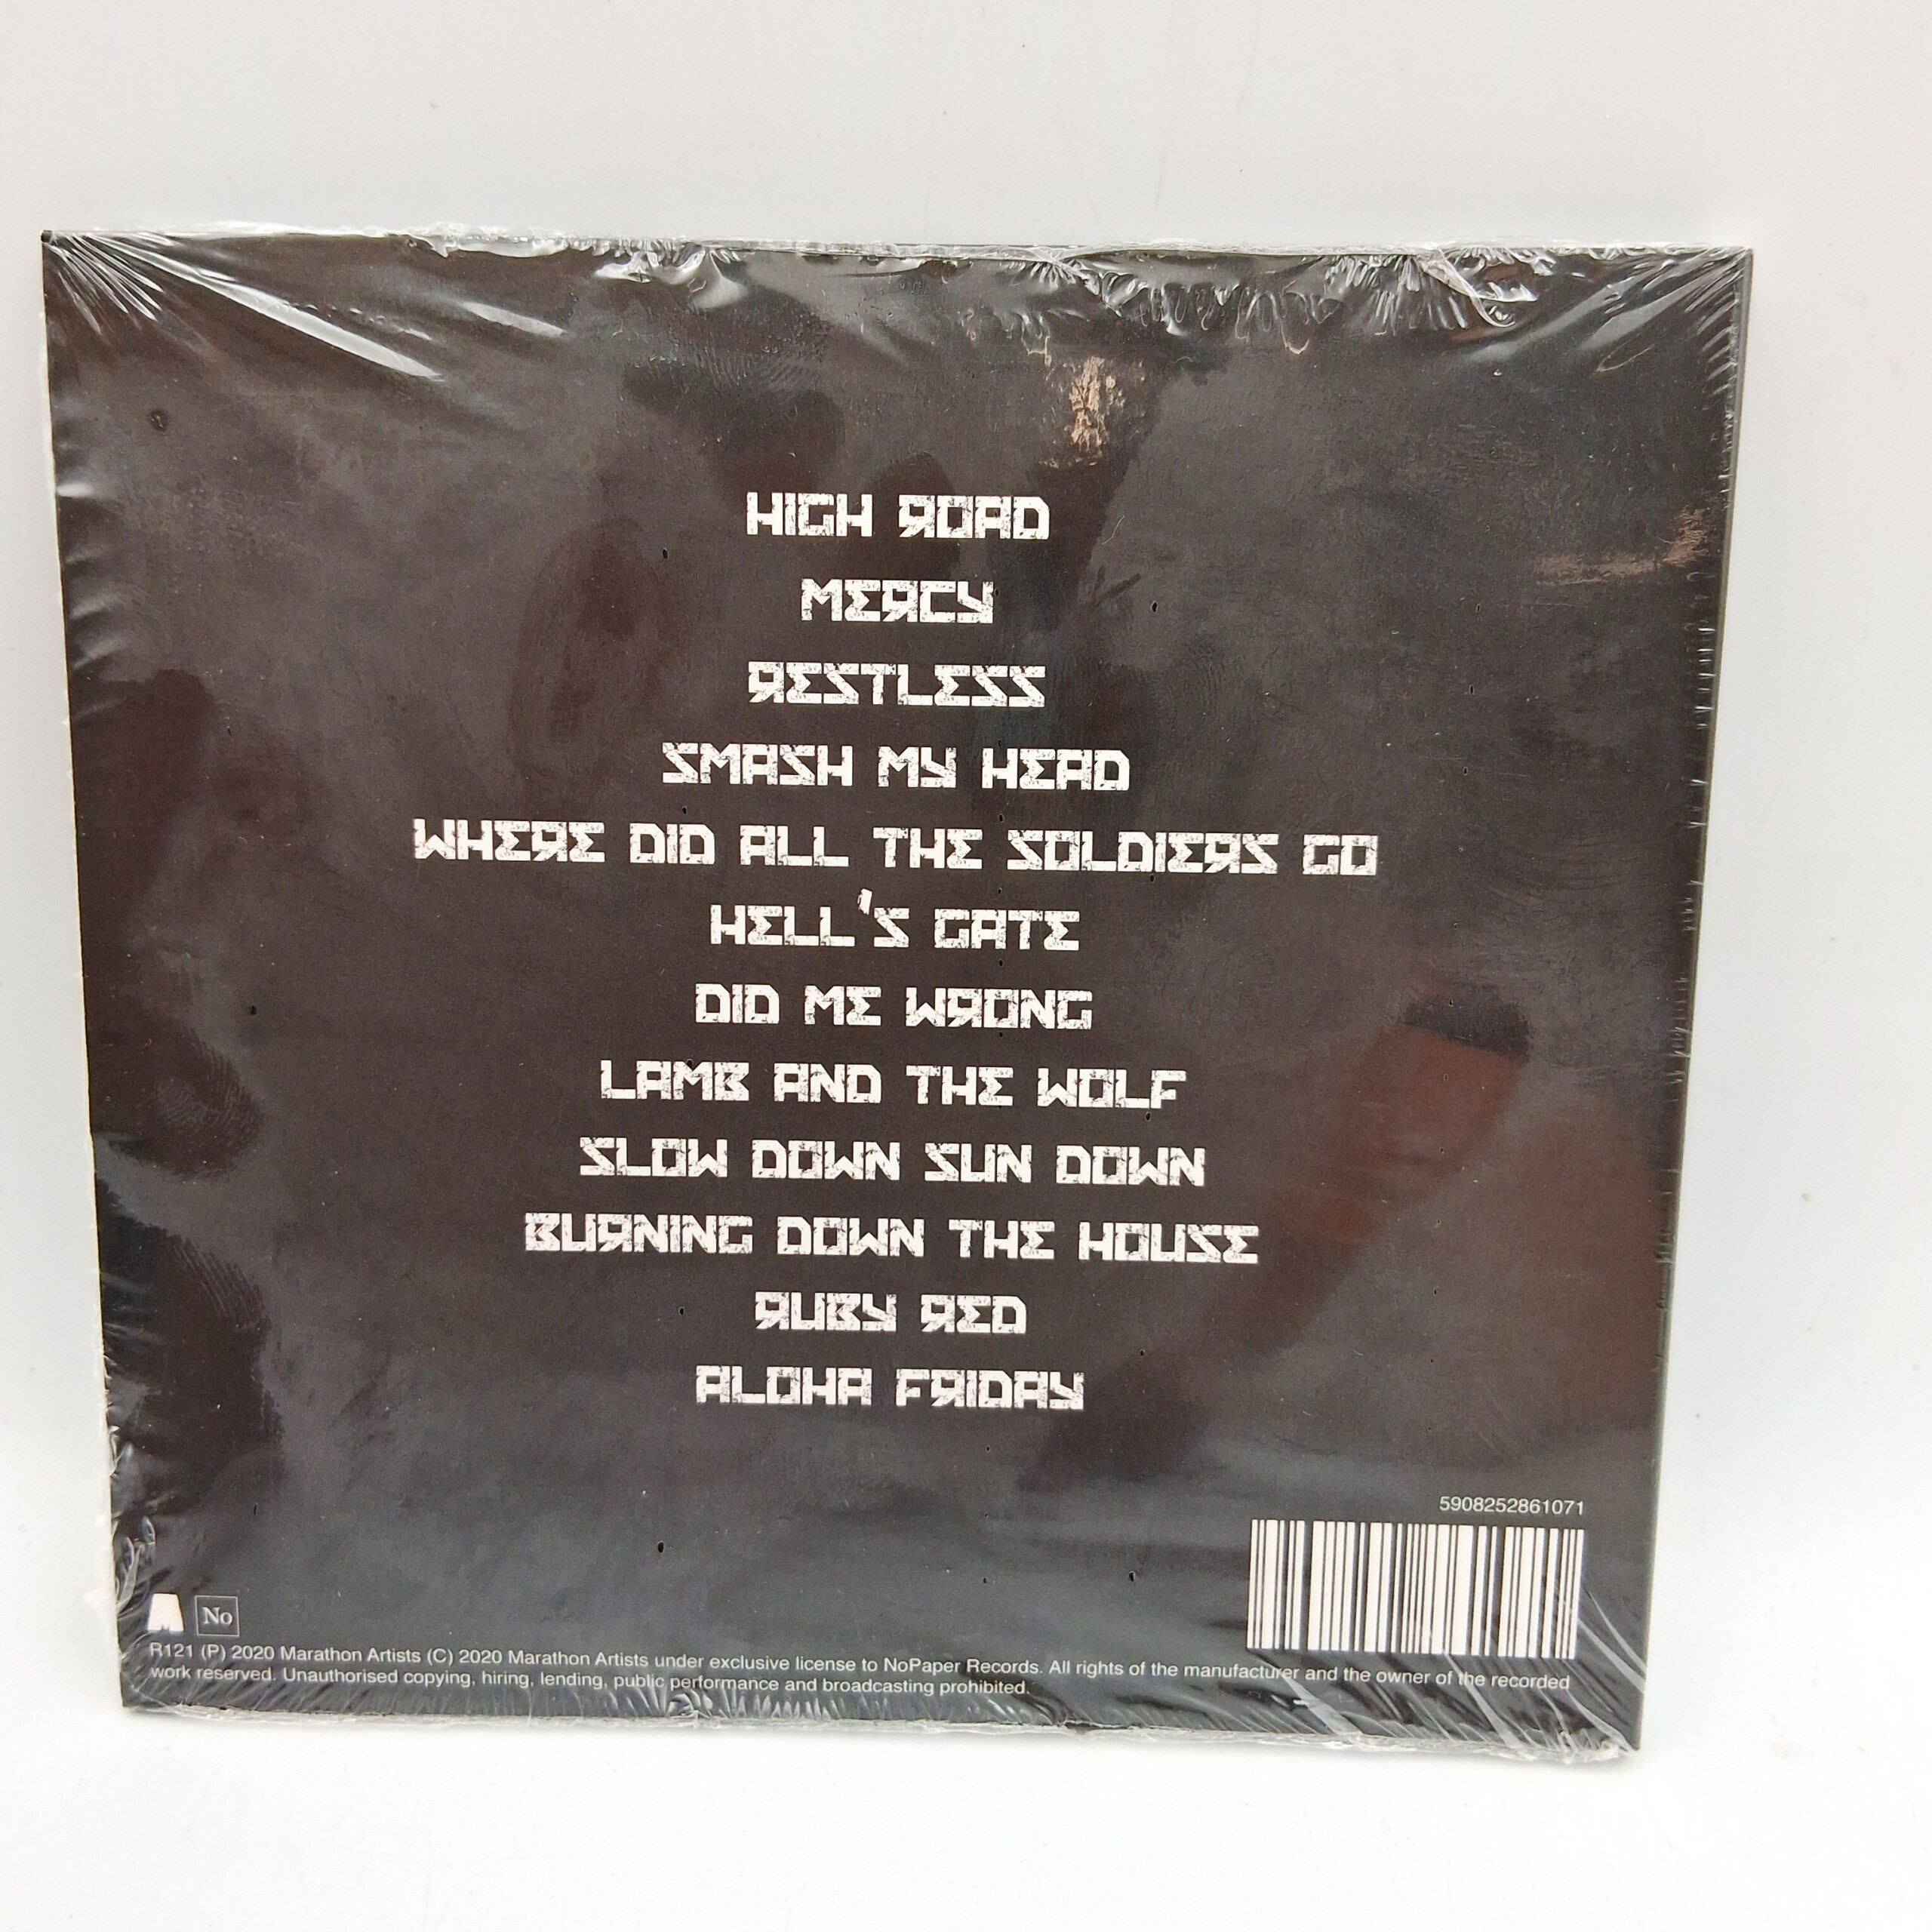 HIGH ROAD
MERCY
RESTLESS
SMASH MY HEAD
WHERE DID ALL THE SOLDIERS GO
HELL'S GATE
DID ME WRONG
LAMB AND THE WOLF
SLOW DOWN SUN DOWN
BURNING DOWN THE HOUSE
RUBY RED
ALOHA FRIDAY
5908252861071
No
R121 (P) 2020 Marathon Artists (C) 2020 Marathon Artists under exclusive license to NoPaper Records. All rights of the manufacturer and the owner of the recorded
work reserved. Unauthorised copying, hiring, lending, public performance and broadcasting prohibited.